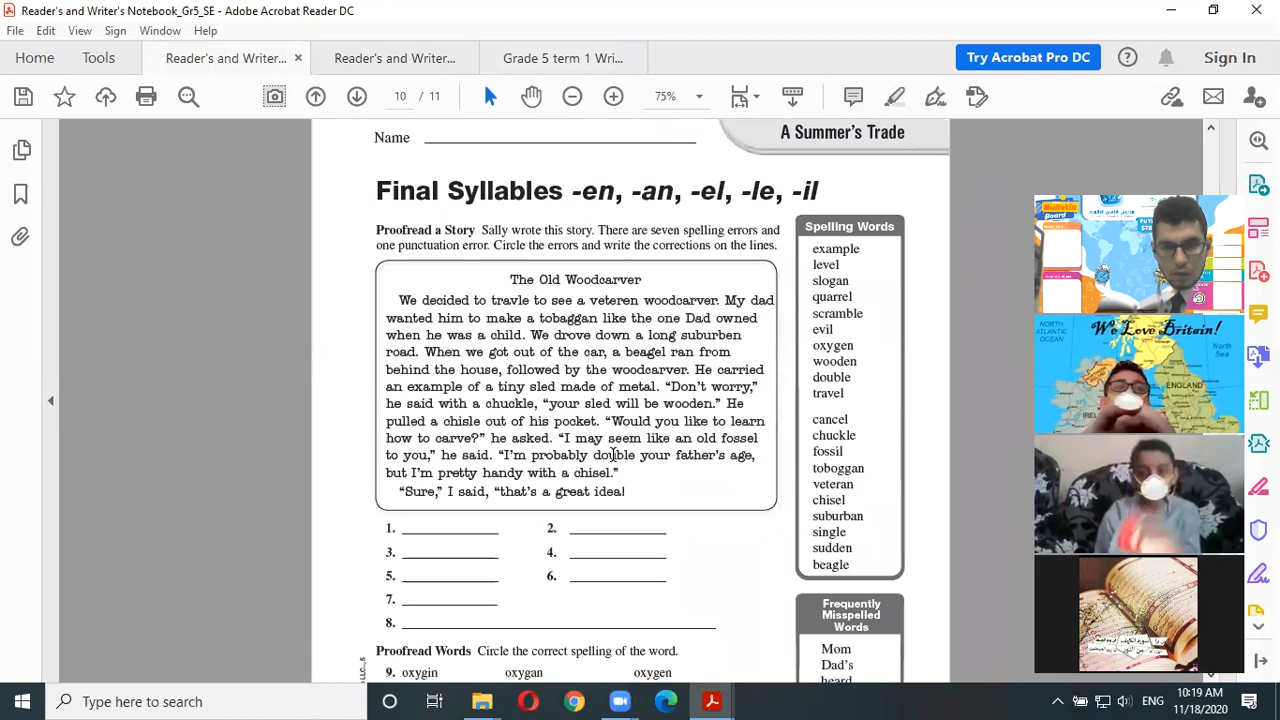 Reader's and Writer's Notebook_Gr5_SE - Adobe Acrobat Reader DC
File Edit View Sign Window Help
Home Tools Reader's and Writ... × Reader's and Writer... Grade 5 term 1 Wri... Try Acrobat Pro DC Sign In
10 / 11 75%
A Summer's Trade
Name
Final Syllables -en, -an, -el, -le, -il
Proofread a Story Sally wrote this story. There are seven spelling errors and
one punctuation error. Circle the errors and write the corrections on the lines.
The Old Woodcarver
We decided to travle to see a veteren woodcarver. My dad
wanted him to make a tobaggan like the one Dad owned
when he was a child. We drove down a long suburben
road. When we got out of the car, a beagel ran from
behind the house, followed by the woodcarver. He carried
an example of a tiny sled made of metal. “Don't worry,”
he said with a chuckle, “your sled will be wooden.” He
pulled a chisle out of his pocket. “Would you like to learn
how to carve?” he asked. “I may seem like an old fossel
to you,” he said. “I'm probably double your father's age,
but I'm pretty handy with a chisel.”
“Sure,” I said, “that's a great idea!
1. 2.
3. 4.
5. 6.
7.
8.
Proofread Words Circle the correct spelling of the word.
9. oxygin oxygan oxygen
Spelling Words
example
level
slogan
quarrel
scramble
evil
oxygen
wooden
double
travel
cancel
chuckle
fossil
toboggan
veteran
chisel
suburban
single
sudden
beagle
Frequently
Misspelled
Words
Mom
Dad's
heard
Bulletin
Board
NORTH
ATLANTIC
OCEAN
We Love Britain!
North
Sea
ENGLAND
Type here to search
ENG
10:19 AM
11/18/2020